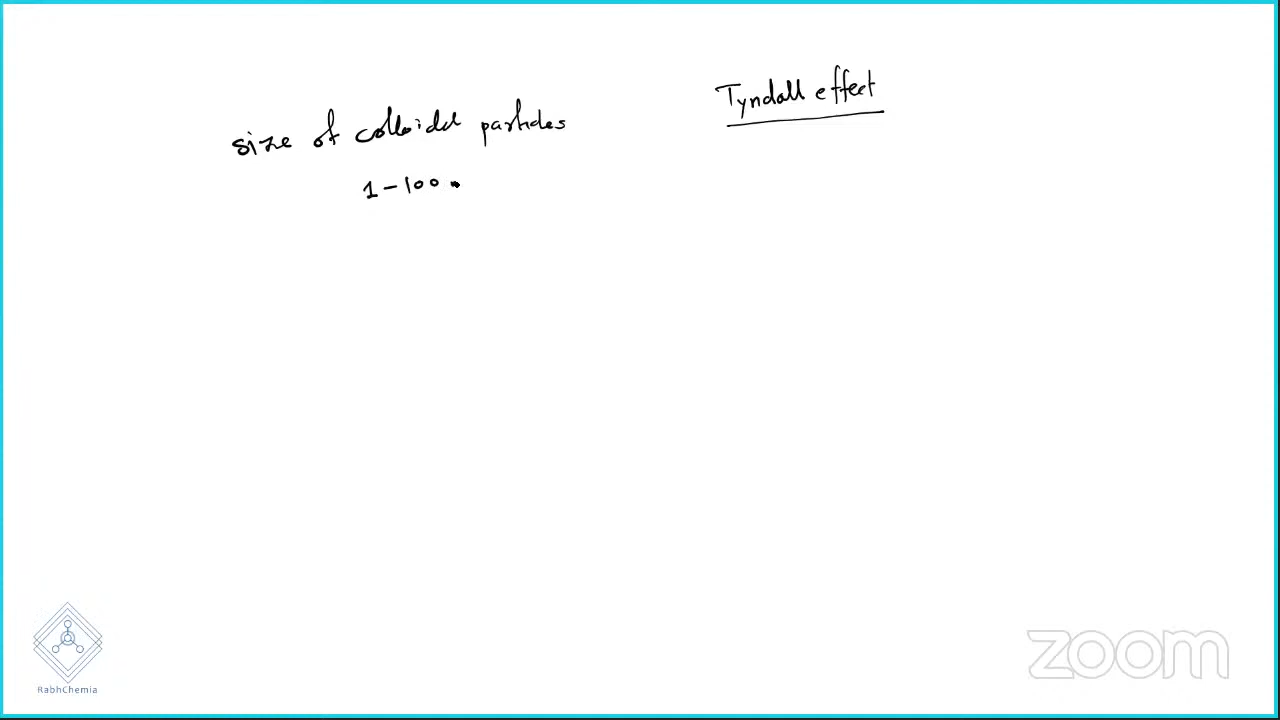 Tyndall effect
size of colloidal particles
1-100
RabhChemia
zoom